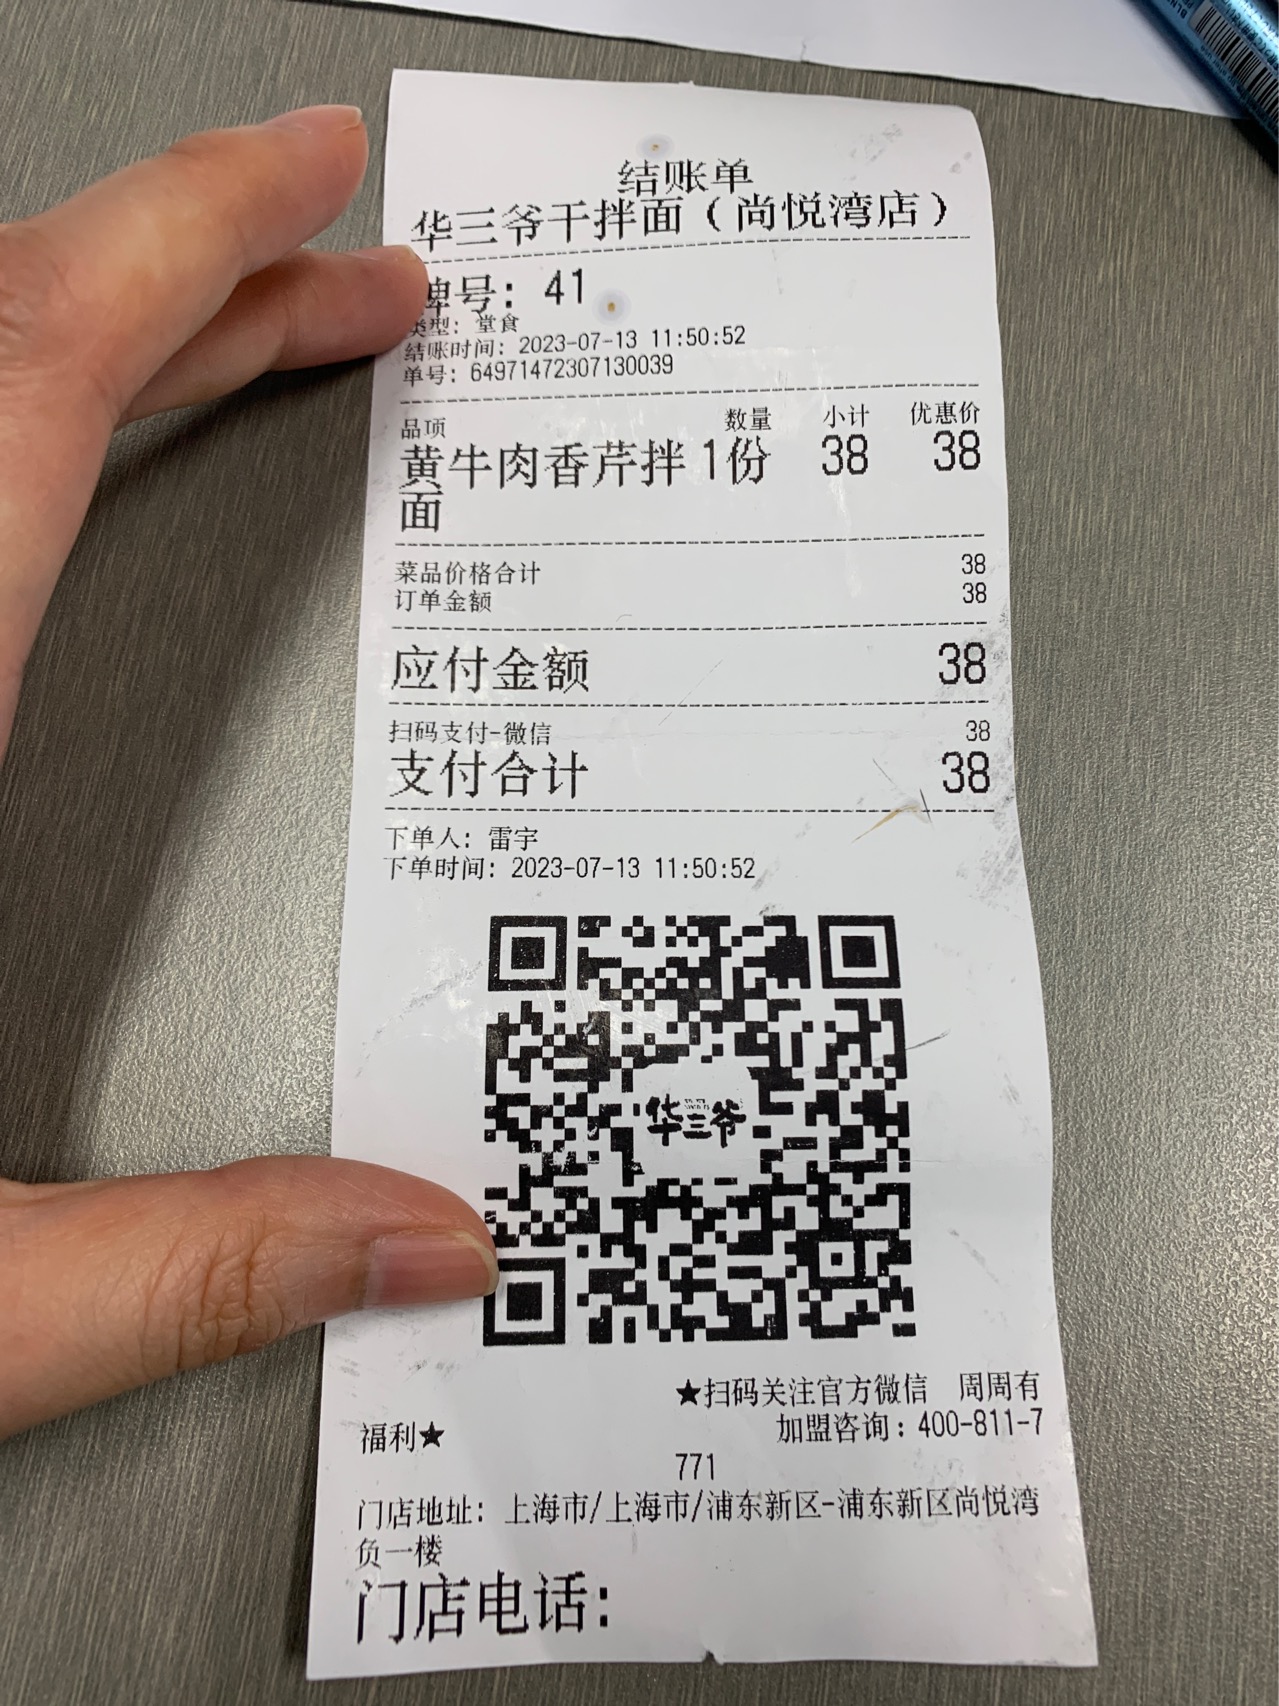 结账单
华三爷干拌面（尚悦湾店）
牌号：41
类型：堂食
结账时间：2023-07-13 11:50:52
单号：64971472307130039
品项 数量 小计 优惠价
黄牛肉香芹拌 1份 38 38
面
菜品价格合计 38
订单金额 38
应付金额 38
扫码支付-微信 38
支付合计 38
下单人：雷宇
下单时间：2023-07-13 11:50:52
华三爷
★扫码关注官方微信 周周有
福利★ 加盟咨询：400-811-7
771
门店地址：上海市/上海市/浦东新区-浦东新区尚悦湾
负一楼
门店电话：